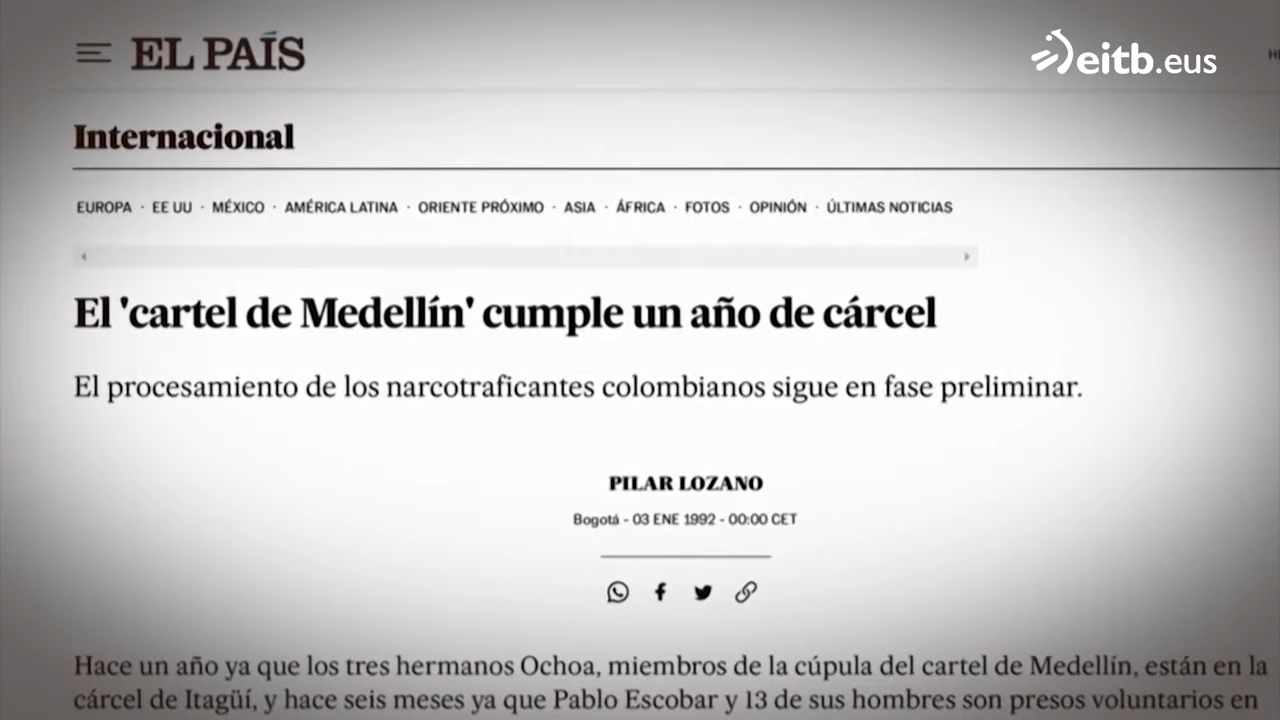 EL PAÍS
eitb.eus
Internacional
EUROPA · EE UU · MÉXICO · AMÉRICA LATINA · ORIENTE PRÓXIMO · ASIA · ÁFRICA · FOTOS · OPINIÓN · ÚLTIMAS NOTICIAS
El 'cartel de Medellín' cumple un año de cárcel
El procesamiento de los narcotraficantes colombianos sigue en fase preliminar.
PILAR LOZANO
Bogotá - 03 ENE 1992 - 00:00 CET
Hace un año ya que los tres hermanos Ochoa, miembros de la cúpula del cartel de Medellín, están en la
cárcel de Itagüí, y hace seis meses ya que Pablo Escobar y 13 de sus hombres son presos voluntarios en